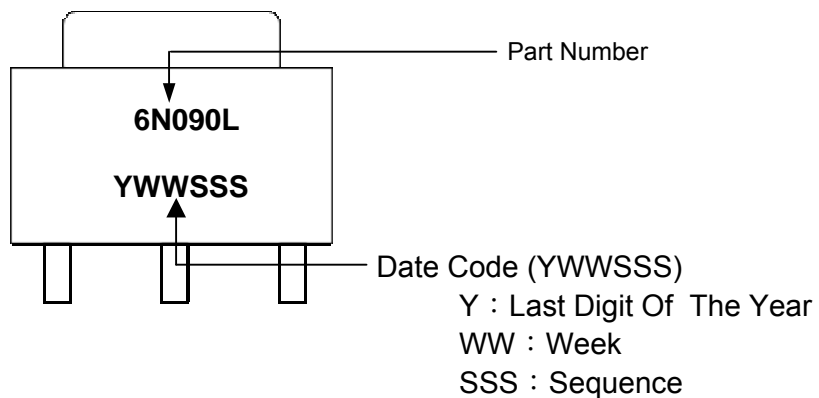 Part Number
6N090L
YWWSSS
Date Code (YWWSSS)
Y：Last Digit Of The Year
WW：Week
SSS：Sequence